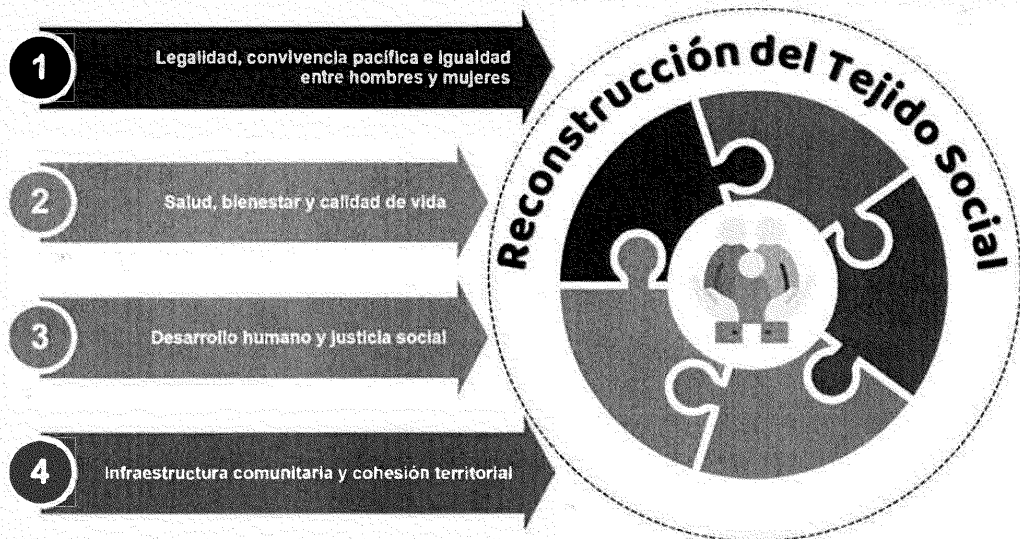 1
Legalidad, convivencia pacífica e igualdad
entre hombres y mujeres
2
Salud, bienestar y calidad de vida
3
Desarrollo humano y justicia social
4
Infraestructura comunitaria y cohesión territorial
Reconstrucción del Tejido Social